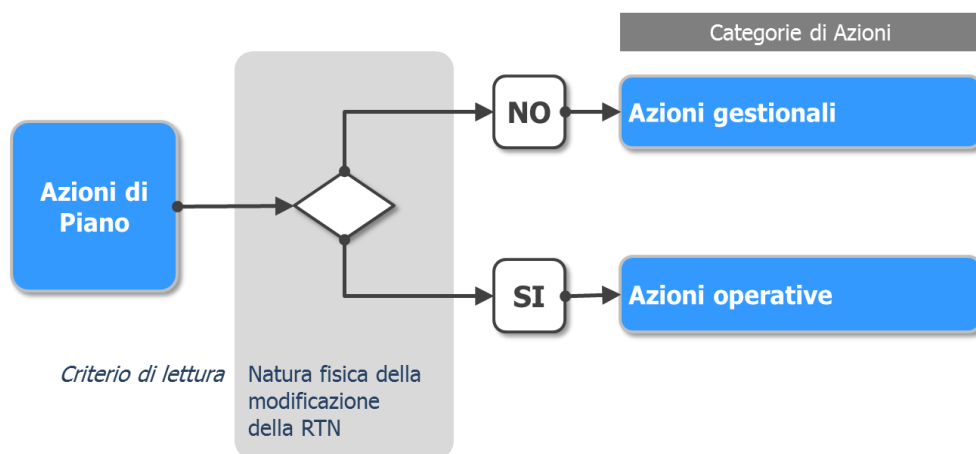 Categorie di Azioni
Azioni di
Piano
NO
Azioni gestionali
SI
Azioni operative
Criterio di lettura
Natura fisica della
modificazione
della RTN